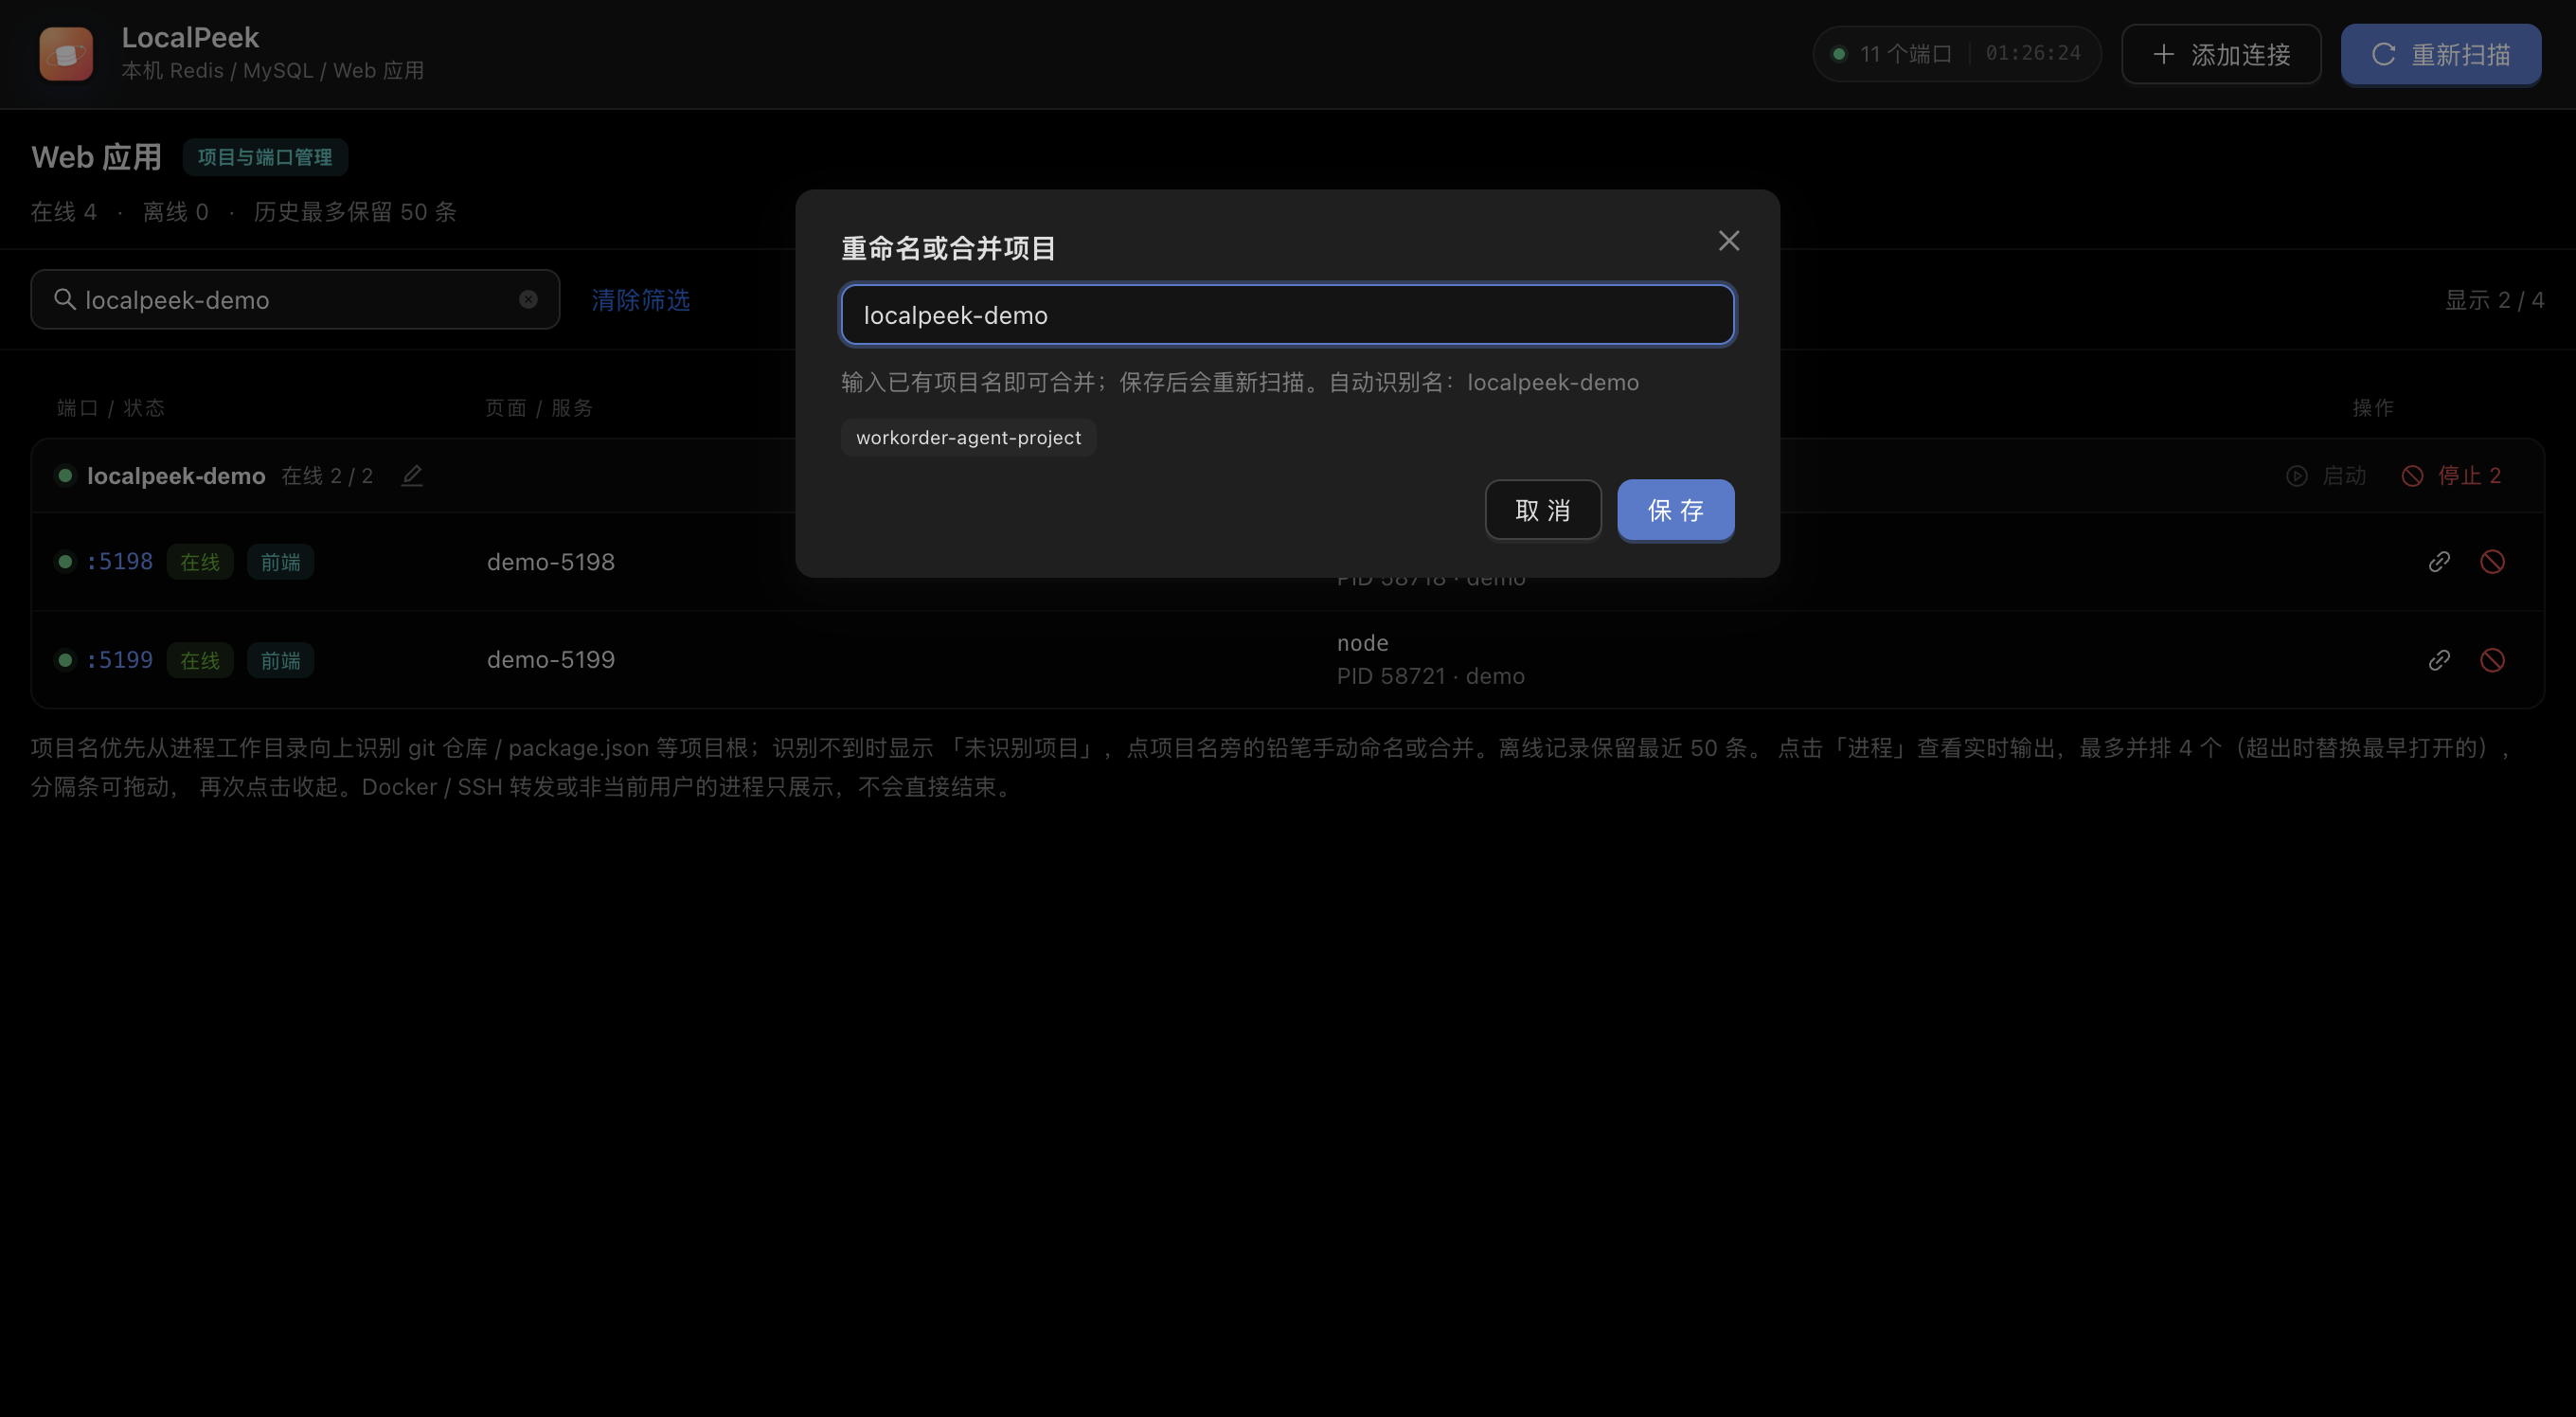 LocalPeek
本机 Redis / MySQL / Web 应用
11 个端口
01:26:24
添加连接
重新扫描
Web 应用
项目与端口管理
在线 4 · 离线 0 · 历史最多保留 50 条
localpeek-demo
清除筛选
显示 2 / 4
重命名或合并项目
localpeek-demo
输入已有项目名即可合并；保存后会重新扫描。自动识别名：localpeek-demo
workorder-agent-project
取 消
保 存
端口 / 状态
页面 / 服务
操作
localpeek-demo 在线 2 / 2
启动
停止 2
:5198 在线 前端
demo-5198
PID 58718 · demo
:5199 在线 前端
demo-5199
node
PID 58721 · demo
项目名优先从进程工作目录向上识别 git 仓库 / package.json 等项目根；识别不到时显示 「未识别项目」，点项目名旁的铅笔手动命名或合并。离线记录保留最近 50 条。 点击「进程」查看实时输出，最多并排 4 个（超出时替换最早打开的），
分隔条可拖动， 再次点击收起。Docker / SSH 转发或非当前用户的进程只展示，不会直接结束。